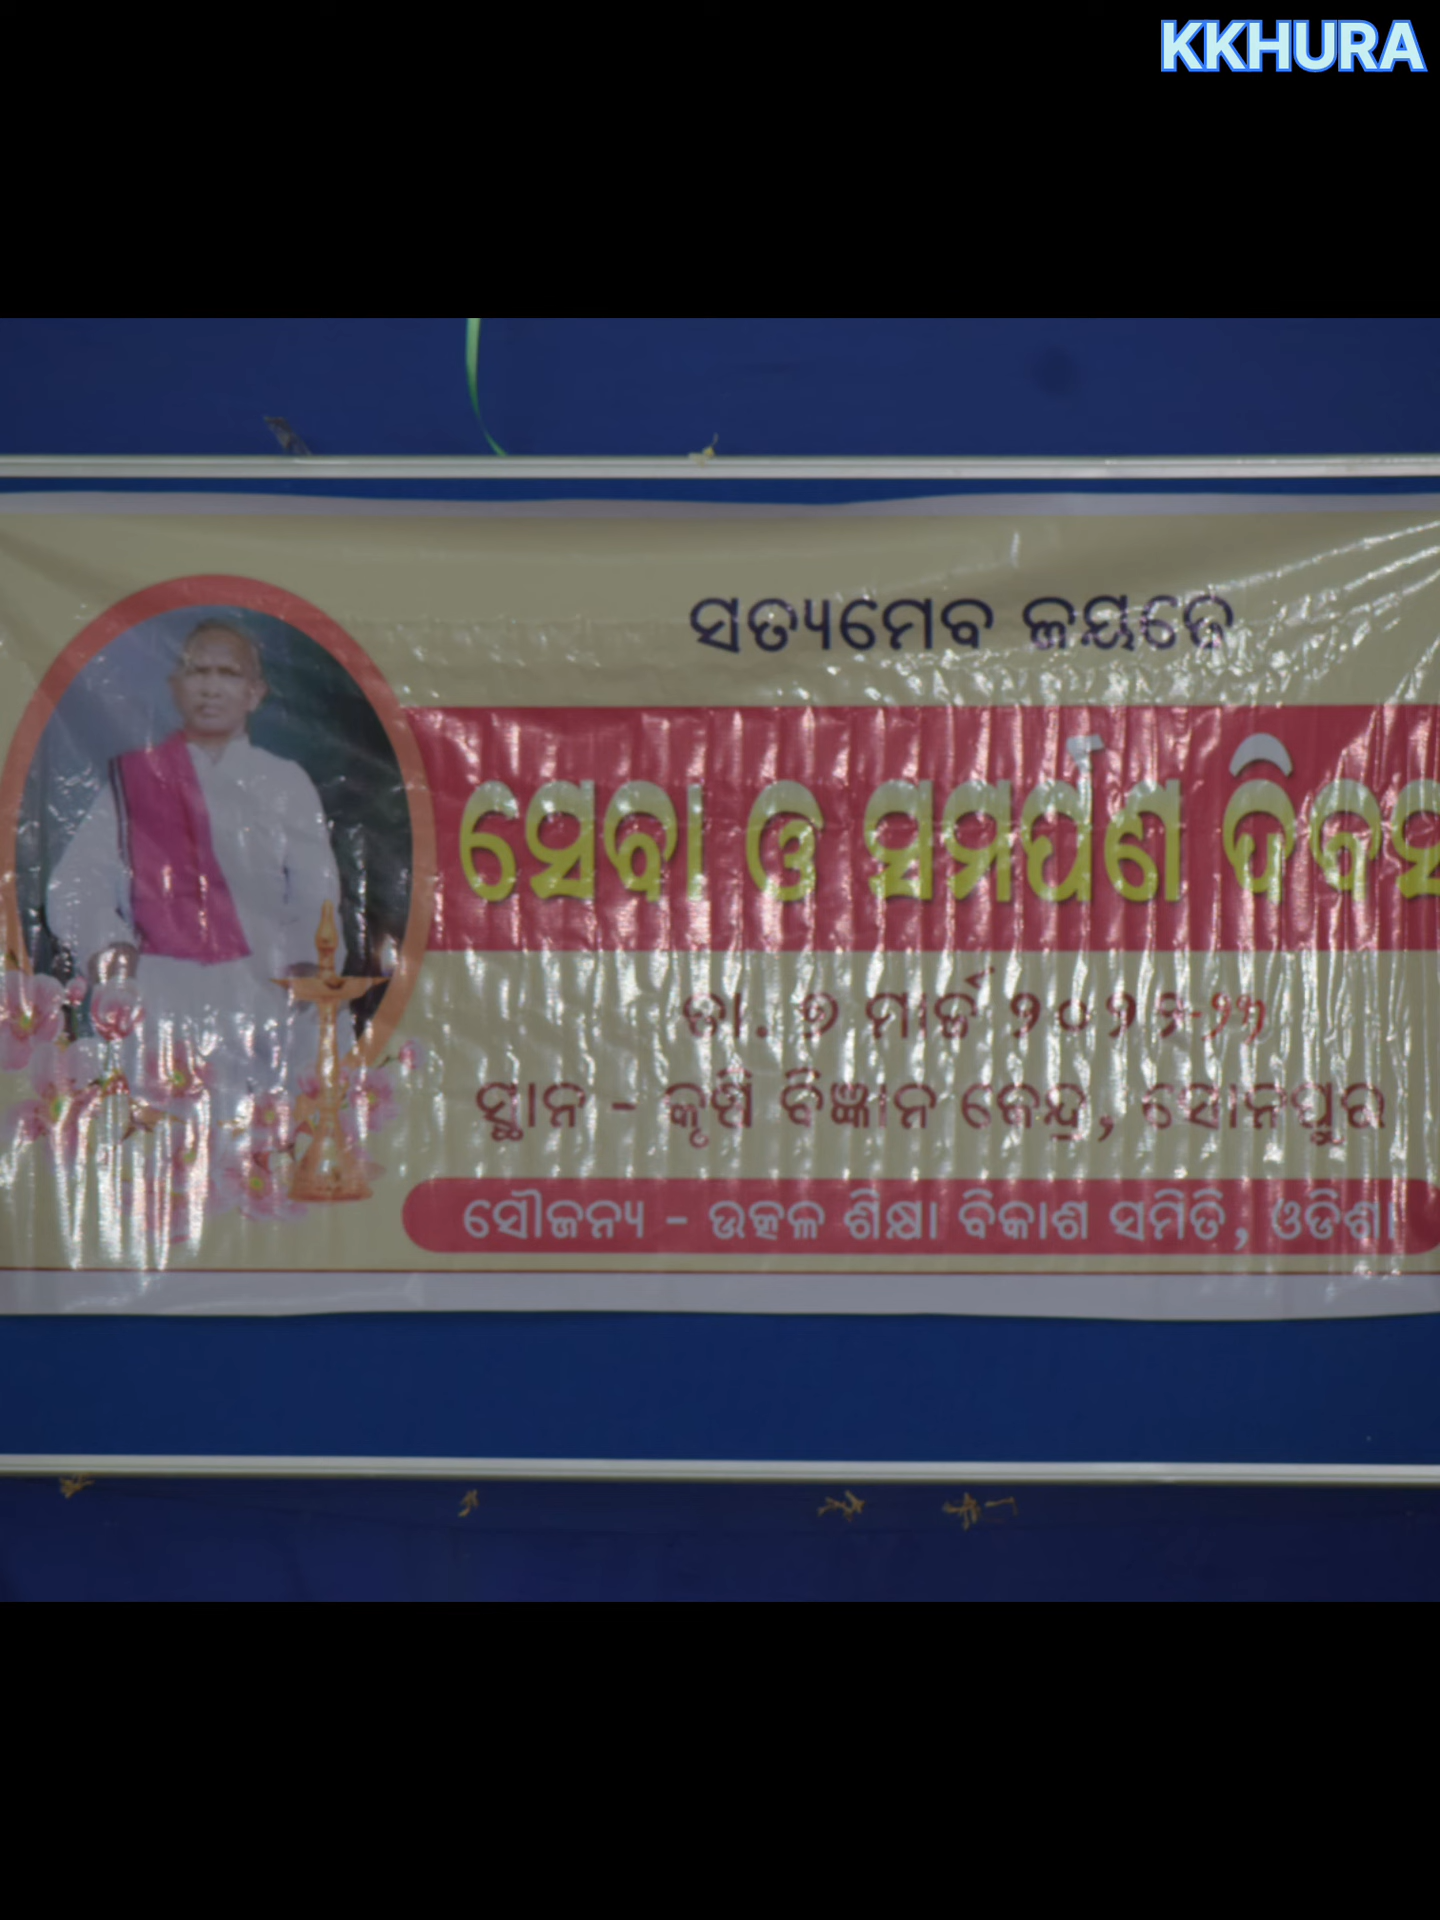 KKHURA
ସତ୍ୟମେବ ଜୟତେ
ସେବା ଓ ସମର୍ପଣ ଦିବସ
ତା. ୭ ମାର୍ଚ୍ଚ
ସ୍ଥାନ - କୃଷି ବିଜ୍ଞାନ କେନ୍ଦ୍ର, ସୋନପୁର
ସୌଜନ୍ୟ - ଉତ୍କଳ ଶିକ୍ଷା ବିକାଶ ସମିତି, ଓଡିଶା